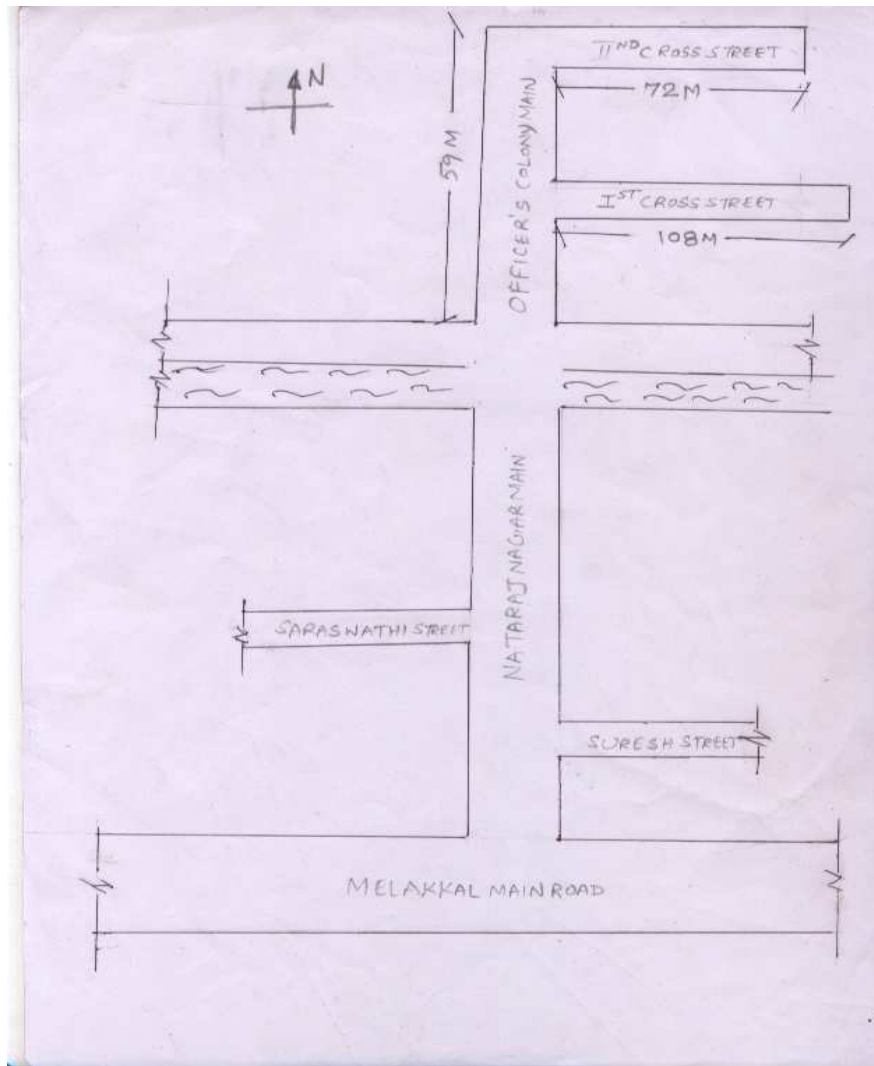 N
IIND CROSS STREET
72M
59M
OFFICER'S COLONY MAIN
IST CROSS STREET
108M
NATARAJ NAGAR MAIN
SARASWATHI STREET
SURESH STREET
MELAKKAL MAIN ROAD